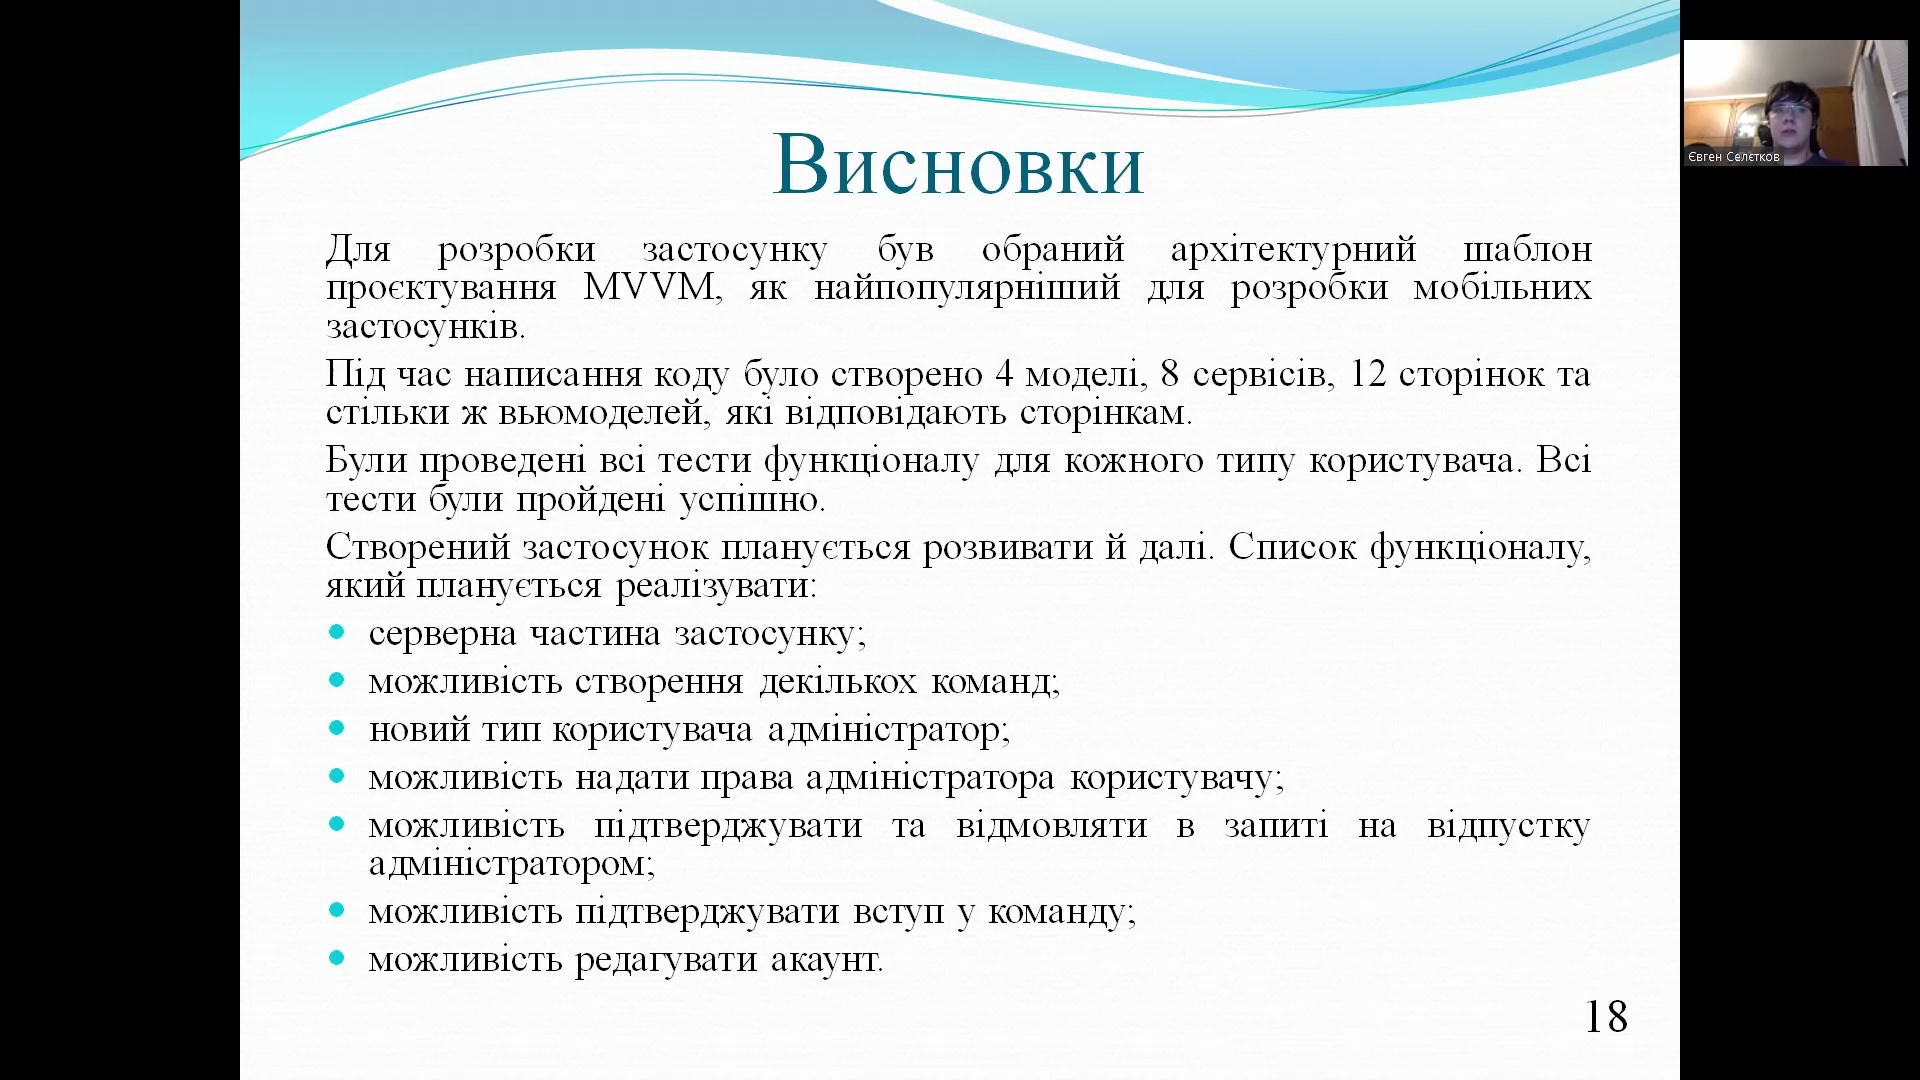 Висновки
Для розробки застосунку був обраний архітектурний шаблон
проєктування MVVM, як найпопулярніший для розробки мобільних
застосунків.
Під час написання коду було створено 4 моделі, 8 сервісів, 12 сторінок та
стільки ж вьюмоделей, які відповідають сторінкам.
Були проведені всі тести функціоналу для кожного типу користувача. Всі
тести були пройдені успішно.
Створений застосунок планується розвивати й далі. Список функціоналу,
який планується реалізувати:
серверна частина застосунку;
можливість створення декількох команд;
новий тип користувача адміністратор;
можливість надати права адміністратора користувачу;
можливість підтверджувати та відмовляти в запиті на відпустку
адміністратором;
можливість підтверджувати вступ у команду;
можливість редагувати акаунт.
18
Євген Селєтков